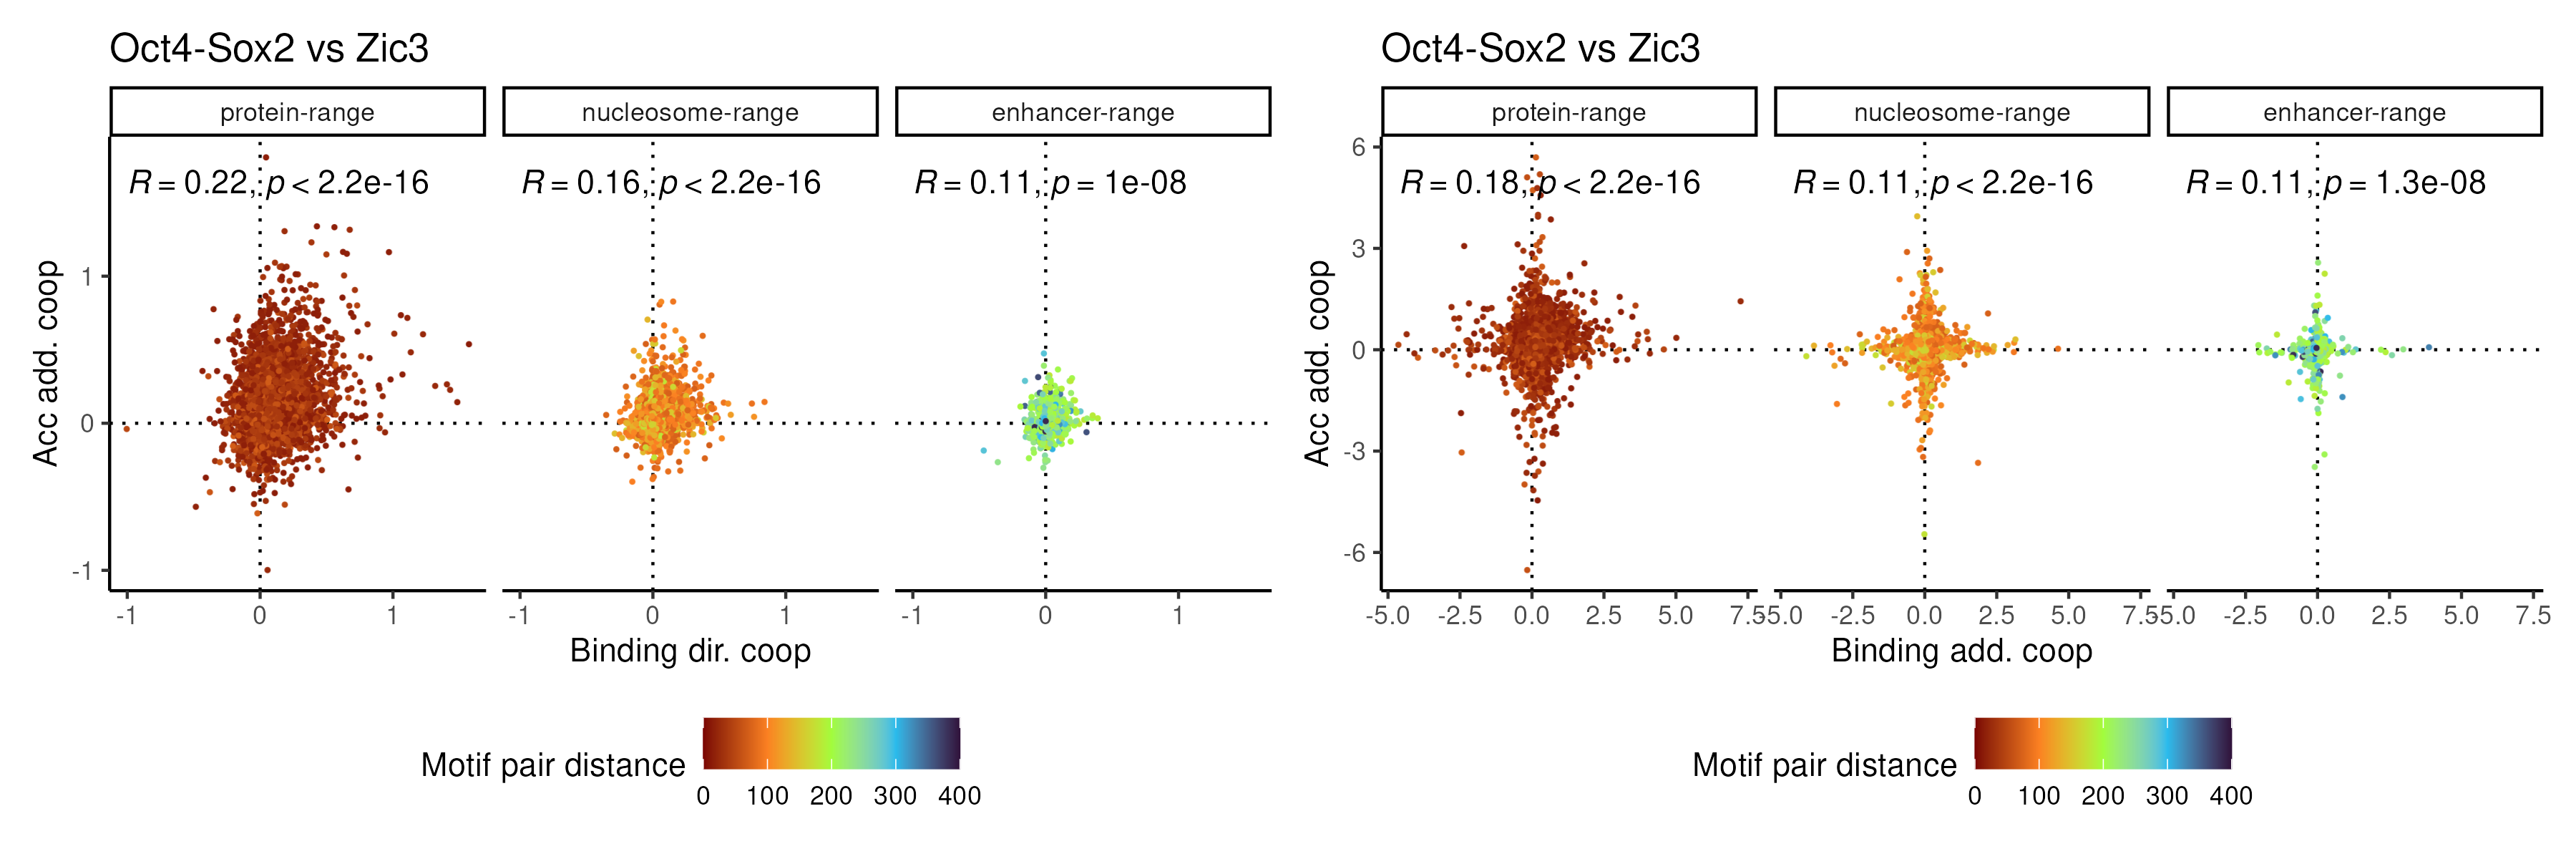 Oct4-Sox2 vs Zic3
protein-range nucleosome-range enhancer-range
R = 0.22, p < 2.2e-16 R = 0.16, p < 2.2e-16 R = 0.11, p = 1e-08
Acc add. coop
1
0
-1
-1 0 1 -1 0 1 -1 0 1
Binding dir. coop
Motif pair distance
0 100 200 300 400
Oct4-Sox2 vs Zic3
protein-range nucleosome-range enhancer-range
R = 0.18, p < 2.2e-16 R = 0.11, p < 2.2e-16 R = 0.11, p = 1.3e-08
Acc add. coop
6
3
0
-3
-6
-5.0 -2.5 0.0 2.5 5.0 7.5 -5.0 -2.5 0.0 2.5 5.0 7.5 -5.0 -2.5 0.0 2.5 5.0 7.5
Binding add. coop
Motif pair distance
0 100 200 300 400